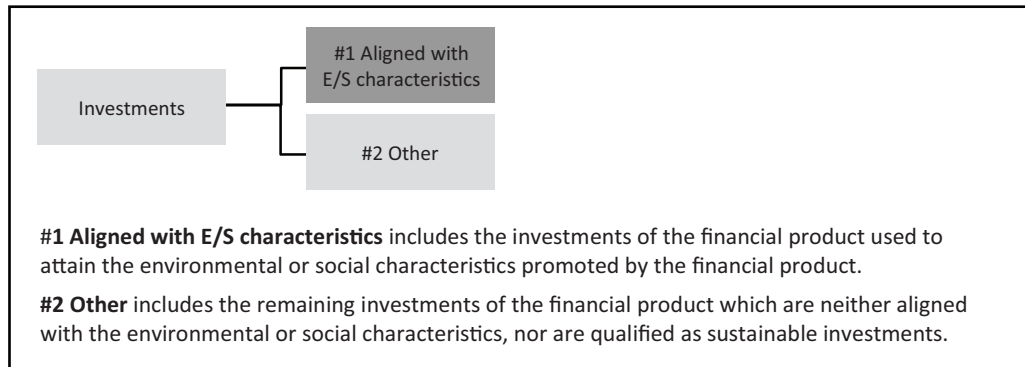 #1 Aligned with
E/S characteristics
Investments
#2 Other
#1 Aligned with E/S characteristics includes the investments of the financial product used to
attain the environmental or social characteristics promoted by the financial product.
#2 Other includes the remaining investments of the financial product which are neither aligned
with the environmental or social characteristics, nor are qualified as sustainable investments.